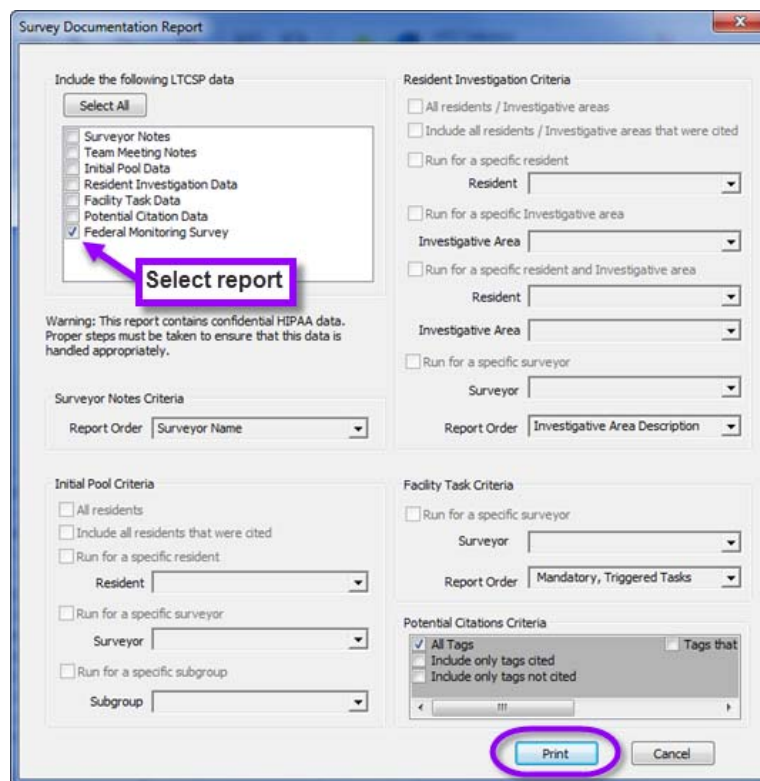 Survey Documentation Report
Include the following LTCSP data
Select All
Surveyor Notes
Team Meeting Notes
Initial Pool Data
Resident Investigation Data
Facility Task Data
Potential Citation Data
Federal Monitoring Survey
Select report
Warning: This report contains confidential HIPAA data.
Proper steps must be taken to ensure that this data is
handled appropriately.
Surveyor Notes Criteria
Report Order Surveyor Name
Initial Pool Criteria
All residents
Include all residents that were cited
Run for a specific resident
Resident
Run for a specific surveyor
Surveyor
Run for a specific subgroup
Subgroup
Resident Investigation Criteria
All residents / Investigative areas
Include all residents / Investigative areas that were cited
Run for a specific resident
Resident
Run for a specific Investigative area
Investigative Area
Run for a specific resident and Investigative area
Resident
Investigative Area
Run for a specific surveyor
Surveyor
Report Order Investigative Area Description
Facility Task Criteria
Run for a specific surveyor
Surveyor
Report Order Mandatory, Triggered Tasks
Potential Citations Criteria
All Tags Tags that
Include only tags cited
Include only tags not cited
Print Cancel